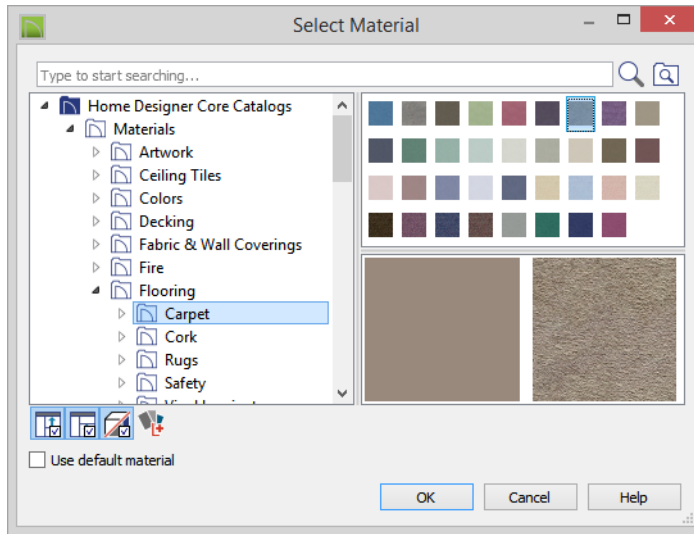 Select Material
Type to start searching...
Home Designer Core Catalogs
Materials
Artwork
Ceiling Tiles
Colors
Decking
Fabric & Wall Coverings
Fire
Flooring
Carpet
Cork
Rugs
Safety
Use default material
OK
Cancel
Help